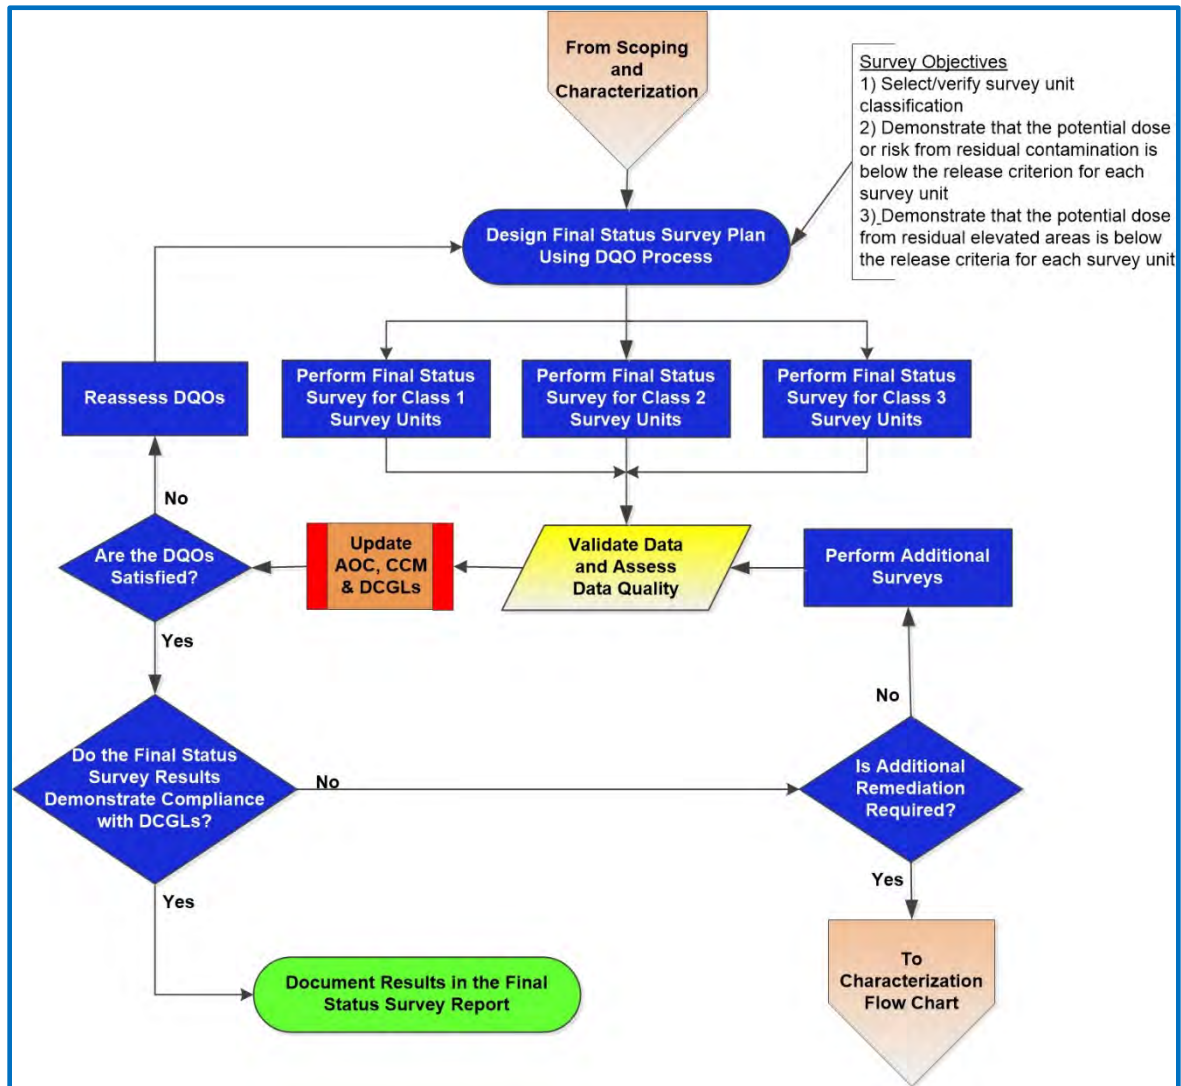 From Scoping
and
Characterization
Survey Objectives
1) Select/verify survey unit
classification
2) Demonstrate that the potential dose
or risk from residual contamination is
below the release criterion for each
survey unit
3) Demonstrate that the potential dose
from residual elevated areas is below
the release criteria for each survey unit
Design Final Status Survey Plan
Using DQO Process
Reassess DQOs
Perform Final Status
Survey for Class 1
Survey Units
Perform Final Status
Survey for Class 2
Survey Units
Perform Final Status
Survey for Class 3
Survey Units
No
Are the DQOs
Satisfied?
Update
AOC, CCM
& DCGLs
Validate Data
and Assess
Data Quality
Perform Additional
Surveys
Yes
No
Do the Final Status
Survey Results
Demonstrate Compliance
with DCGLs?
No
Is Additional
Remediation
Required?
Yes
Yes
Document Results in the Final
Status Survey Report
To
Characterization
Flow Chart